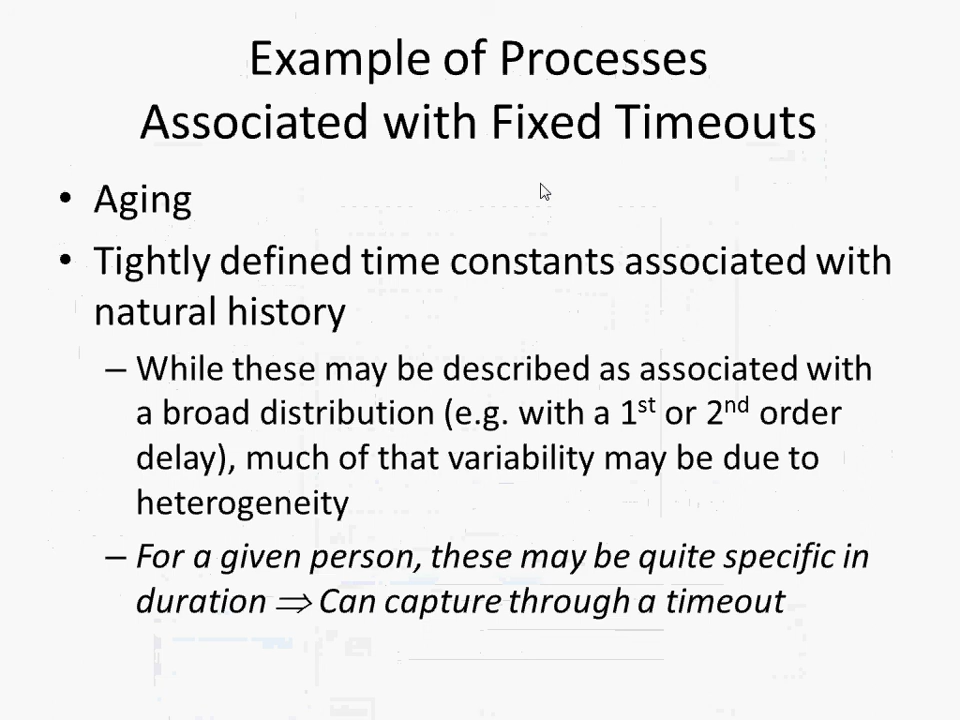 Example of Processes
Associated with Fixed Timeouts
• Aging
• Tightly defined time constants associated with
natural history
– While these may be described as associated with
a broad distribution (e.g. with a 1st or 2nd order
delay), much of that variability may be due to
heterogeneity
– For a given person, these may be quite specific in
duration ⇒ Can capture through a timeout